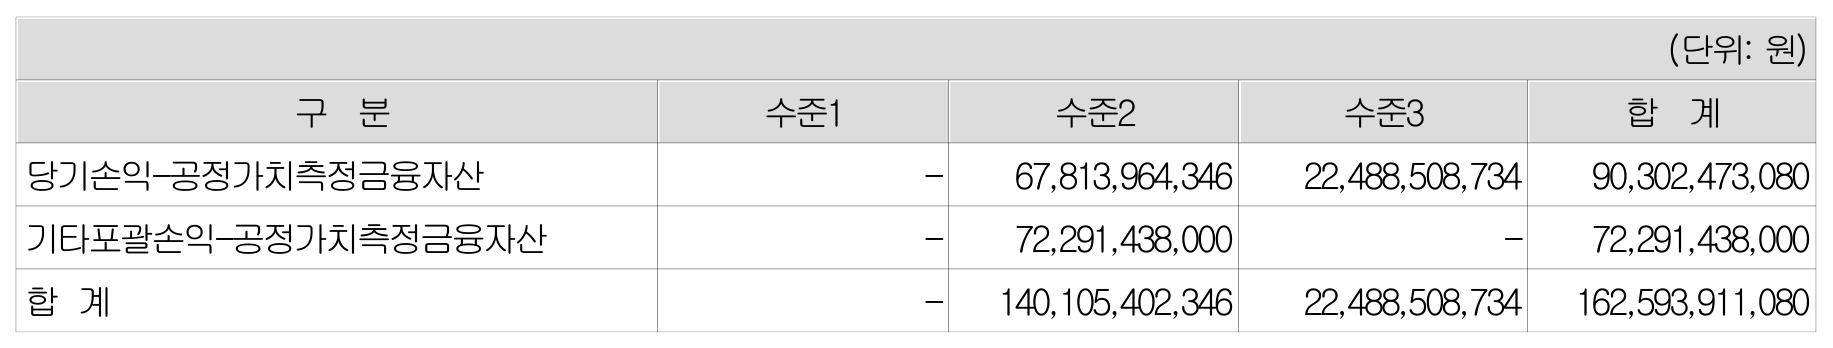 (단위: 원)
구 분 수준1 수준2 수준3 합 계
당기손익-공정가치측정금융자산 - 67,813,964,346 22,488,508,734 90,302,473,080
기타포괄손익-공정가치측정금융자산 - 72,291,438,000 - 72,291,438,000
합 계 - 140,105,402,346 22,488,508,734 162,593,911,080